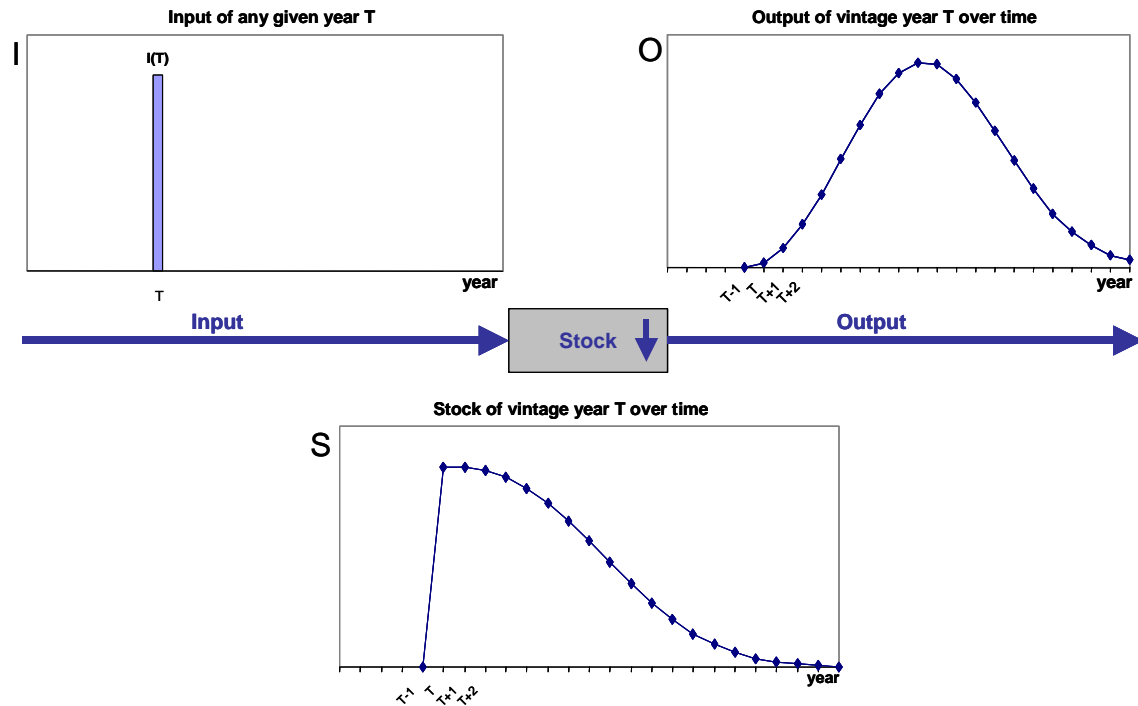 Input of any given year T
I
I(T)
year
T
Output of vintage year T over time
O
T-1
T
T+1
T+2
year
Input
Stock
Output
Stock of vintage year T over time
S
T-1
T
T+1
T+2
year